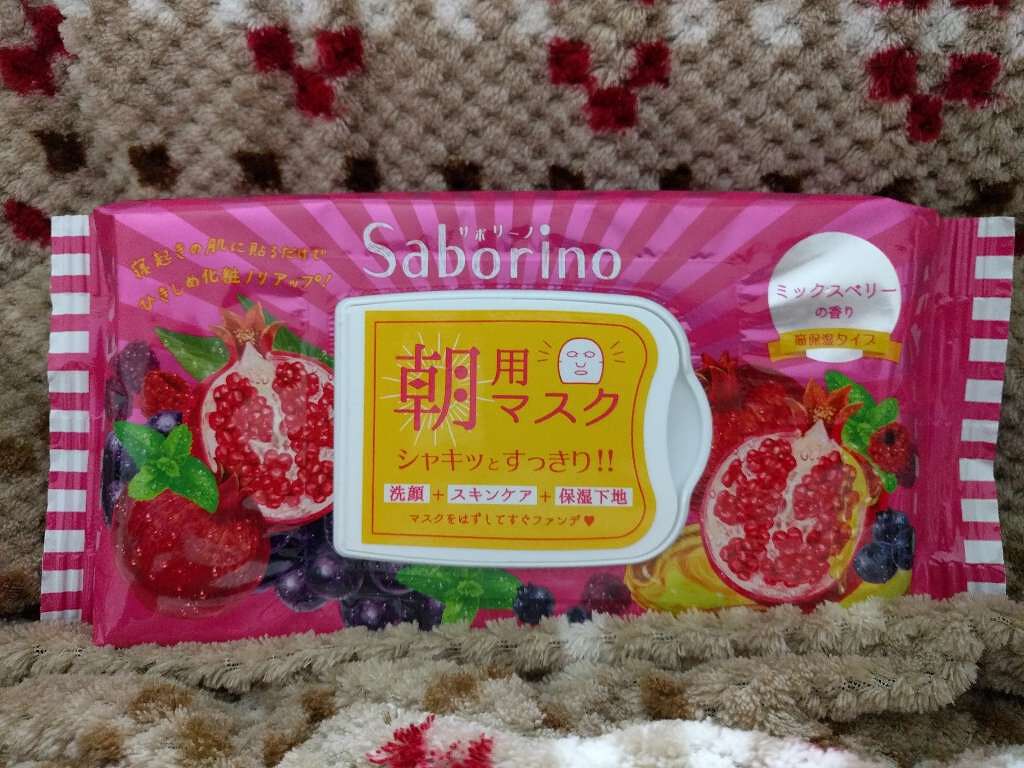 サボリーノ
Saborino
寝起きの肌に貼るだけで
ひきしめ化粧ノリアップ!
ミックスベリー
の香り
高保湿タイプ
朝用
マスク
シャキッとすっきり!!
洗顔+スキンケア+保湿下地
マスクをはずしてすぐファンデ♥